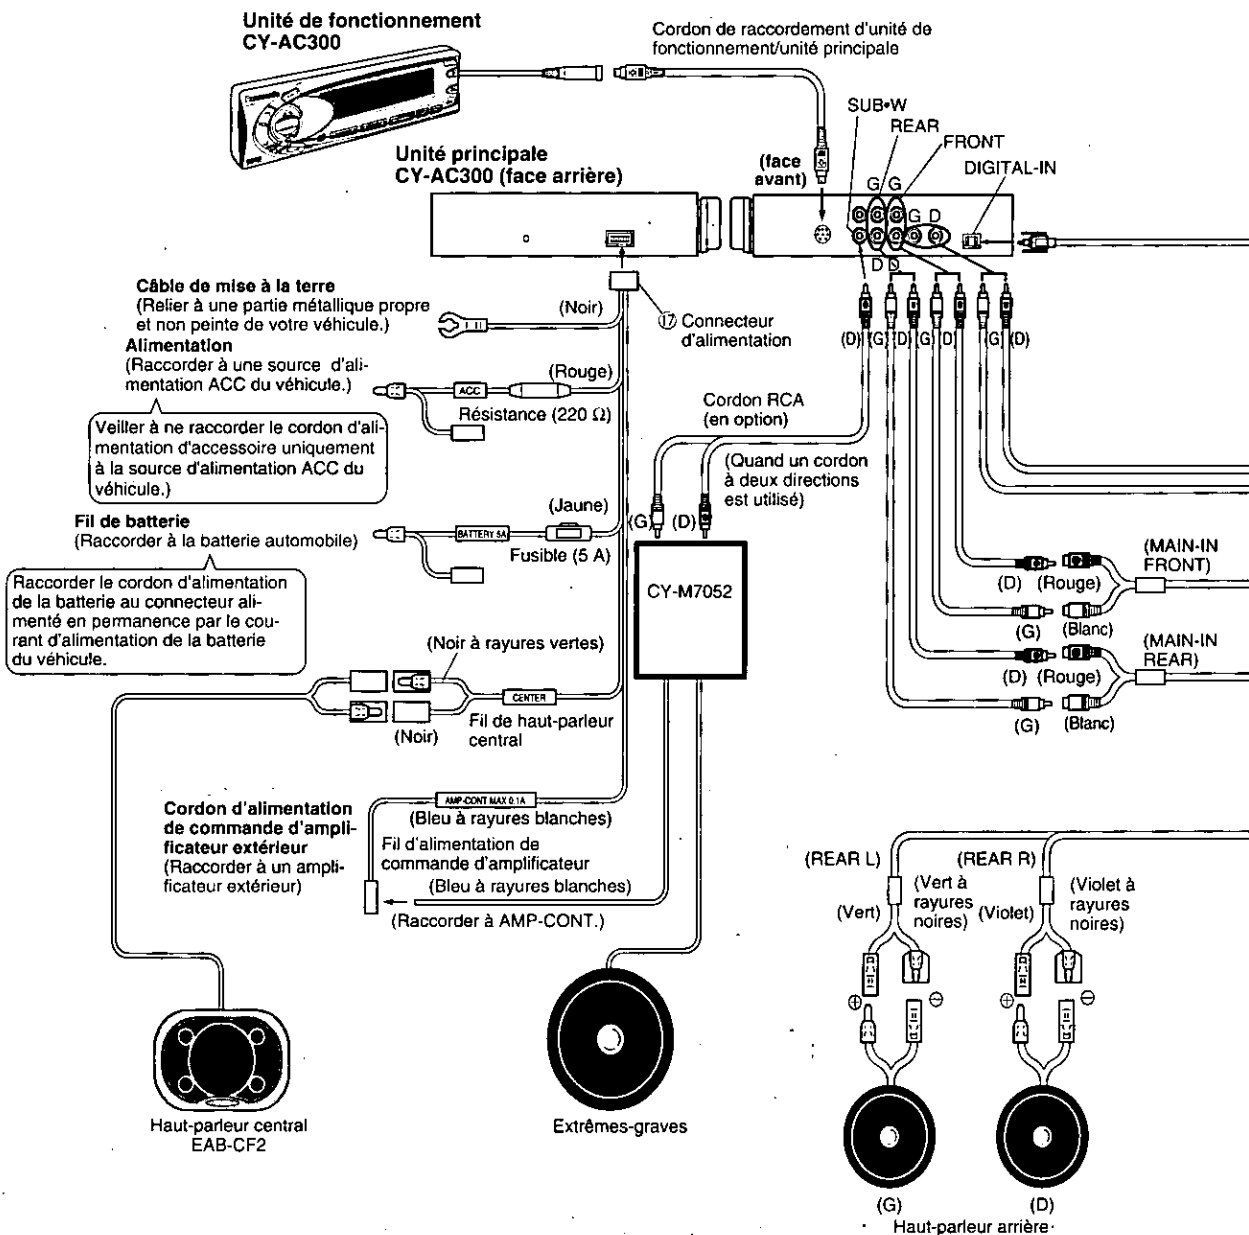 Unité de fonctionnement
CY-AC300
Cordon de raccordement d'unité de
fonctionnement/unité principale
SUB•W
REAR
FRONT
DIGITAL-IN
Unité principale
CY-AC300 (face arrière)
(face
avant)
G G
G D
D D
Câble de mise à la terre
(Relier à une partie métallique propre
et non peinte de votre véhicule.)
(Noir)
⑰ Connecteur
d'alimentation
Alimentation
(Raccorder à une source d'ali-
mentation ACC du véhicule.)
(Rouge)
ACC
Résistance (220 Ω)
Veiller à ne raccorder le cordon d'ali-
mentation d'accessoire uniquement
à la source d'alimentation ACC du
véhicule.)
(D) (G) (D) (G) (D) (G) (D)
Cordon RCA
(en option)
(Quand un cordon
à deux directions
est utilisé)
Fil de batterie
(Raccorder à la batterie automobile)
(Jaune)
BATTERY 5A
Fusible (5 A)
(G) (D)
CY-M7052
Raccorder le cordon d'alimentation
de la batterie au connecteur ali-
menté en permanence par le cou-
rant d'alimentation de la batterie
du véhicule.
(MAIN-IN
FRONT)
(D) (Rouge)
(G) (Blanc)
(MAIN-IN
REAR)
(D) (Rouge)
(G) (Blanc)
(Noir à rayures vertes)
CENTER
Fil de haut-parleur
central
(Noir)
Cordon d'alimentation
de commande d'ampli-
ficateur extérieur
(Raccorder à un ampli-
ficateur extérieur)
AMP-CONT MAX 0.1A
(Bleu à rayures blanches)
Fil d'alimentation de
commande d'amplificateur
(Bleu à rayures blanches)
(Raccorder à AMP-CONT.)
(REAR L)
(Vert)
(Vert à
rayures
noires)
(REAR R)
(Violet)
(Violet à
rayures
noires)
⊕ ⊖ ⊕ ⊖
Haut-parleur central
EAB-CF2
Extrêmes-graves
(G) (D)
Haut-parleur arrière